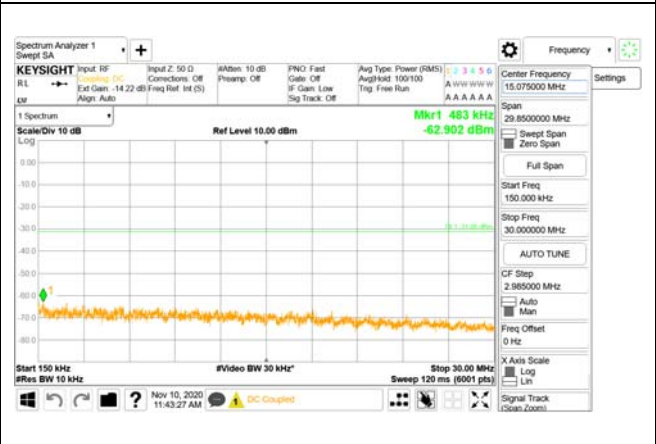 Spectrum Analyzer 1
Swept SA
Frequency
KEYSIGHT
RL
Input: RF
Coupling: DC
Ext Gain: -14.22 dB
Align: Auto
Input Z: 50 Ω
Corrections: Off
Freq Ref: Int (S)
#Atten: 10 dB
Preamp: Off
PNO: Fast
Gate: Off
IF Gain: Low
Sig Track: Off
Avg Type: Power (RMS)
Avg|Hold: 100/100
Trig: Free Run
1 2 3 4 5 6
A W W W W W
A A A A A A
1 Spectrum
Scale/Div 10 dB
Log
Ref Level 10.00 dBm
Mkr1 483 kHz
-62.902 dBm
0.00
-10.0
-20.0
-30.0
-40.0
-50.0
-60.0
-70.0
-80.0
1
Start 150 kHz
#Res BW 10 kHz
#Video BW 30 kHz*
Stop 30.00 MHz
Sweep 120 ms (6001 pts)
Nov 10, 2020
11:43:27 AM
DC Coupled
Center Frequency
15.075000 MHz
Settings
Span
29.8500000 MHz
Swept Span
Zero Span
Full Span
Start Freq
150.000 kHz
Stop Freq
30.000000 MHz
AUTO TUNE
CF Step
2.985000 MHz
Auto
Man
Freq Offset
0 Hz
X Axis Scale
Log
Lin
Signal Track
(Span Zoom)